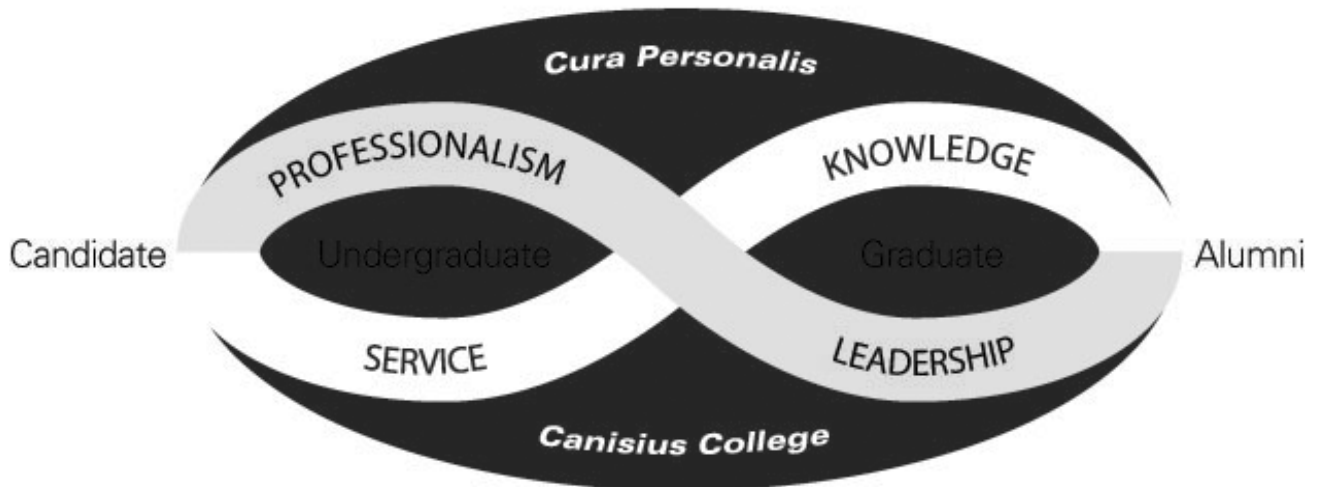 Cura Personalis
PROFESSIONALISM
KNOWLEDGE
Candidate
Undergraduate
Graduate
Alumni
SERVICE
LEADERSHIP
Canisius College